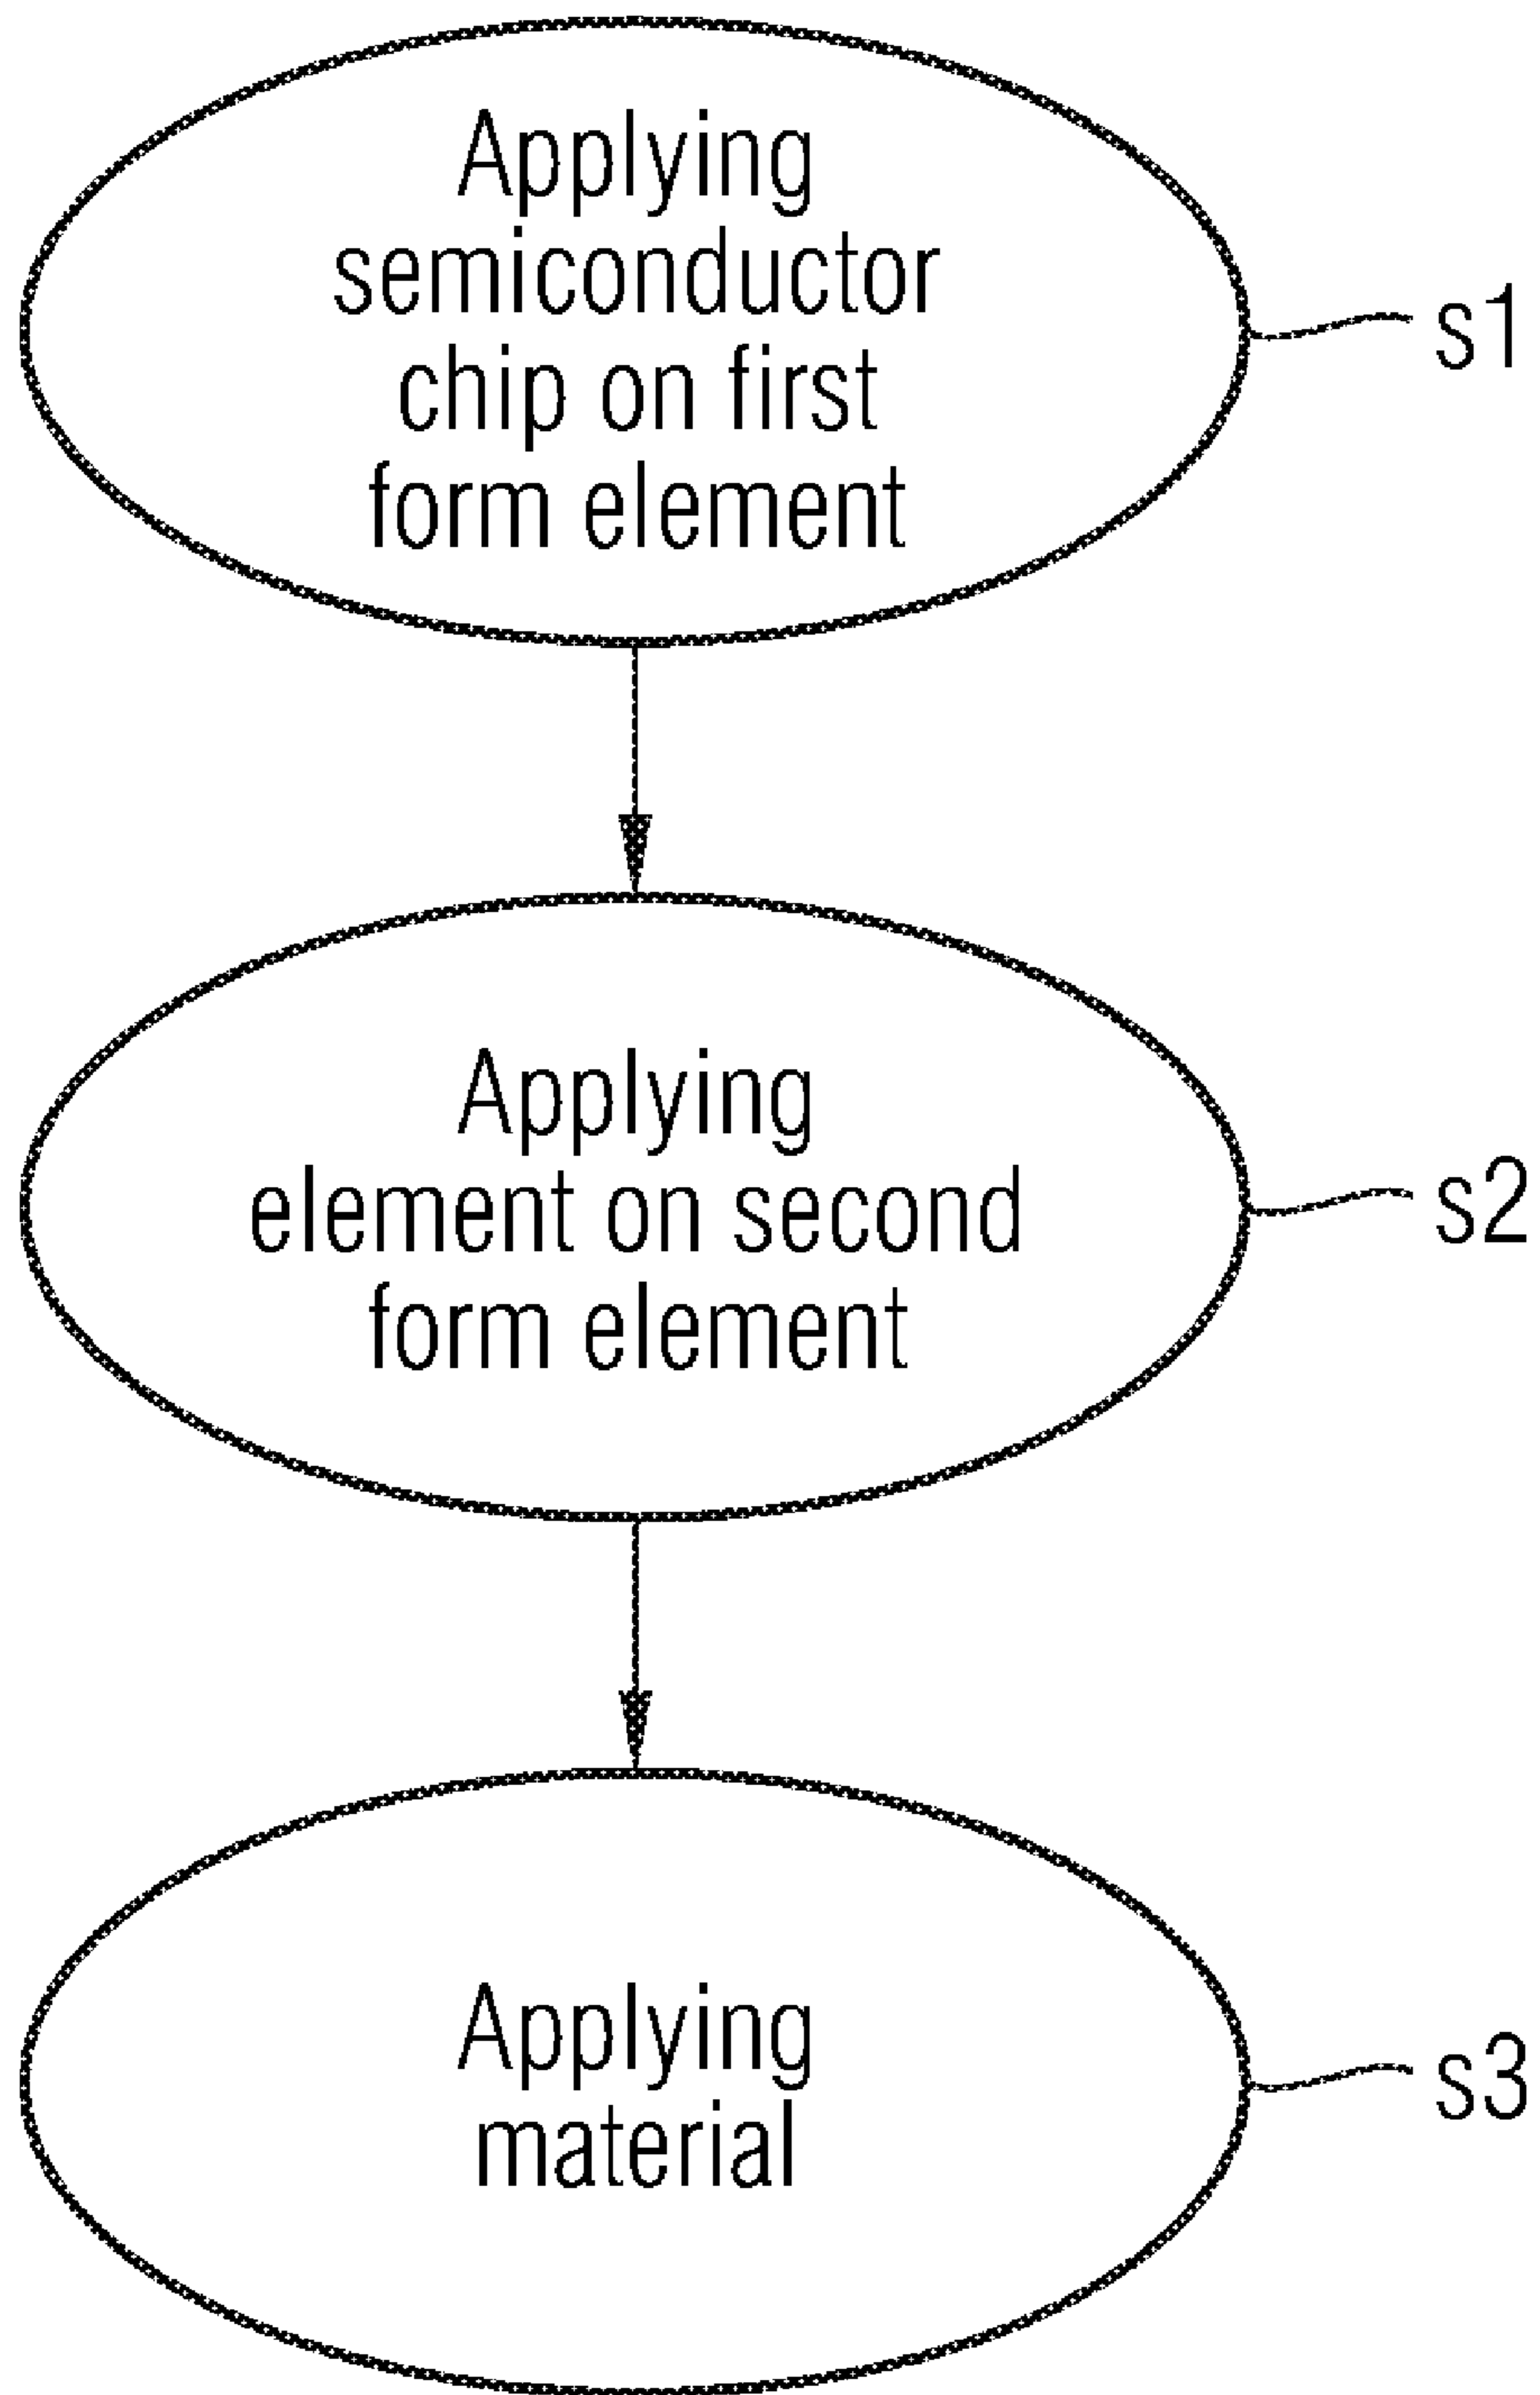 Applying
semiconductor
chip on first
form element
s1
Applying
element on second
form element
s2
Applying
material
s3